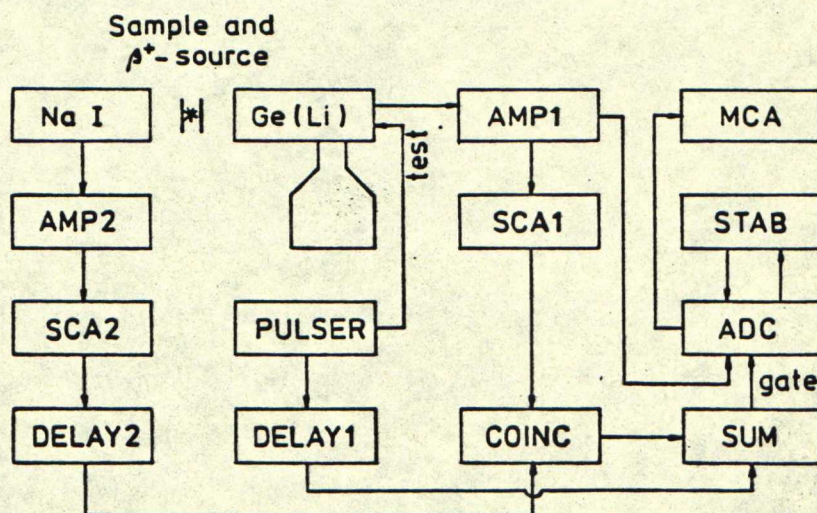 Sample and
β⁺-source
Na I
Ge(Li)
AMP1
MCA
test
AMP2
SCA1
STAB
SCA2
PULSER
ADC
gate
DELAY2
DELAY1
COINC
SUM